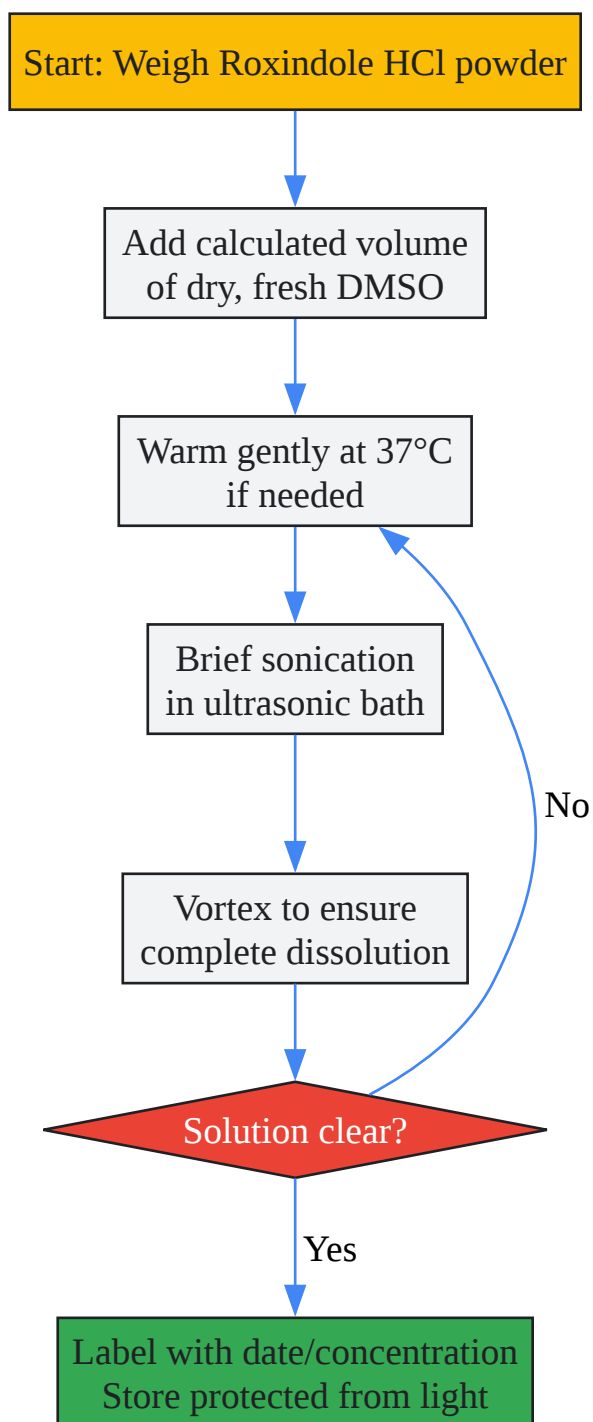 Start: Weigh Roxindole HCl powder
Add calculated volume
of dry, fresh DMSO
Warm gently at 37°C
if needed
Brief sonication
in ultrasonic bath
No
Vortex to ensure
complete dissolution
Solution clear?
Yes
Label with date/concentration
Store protected from light